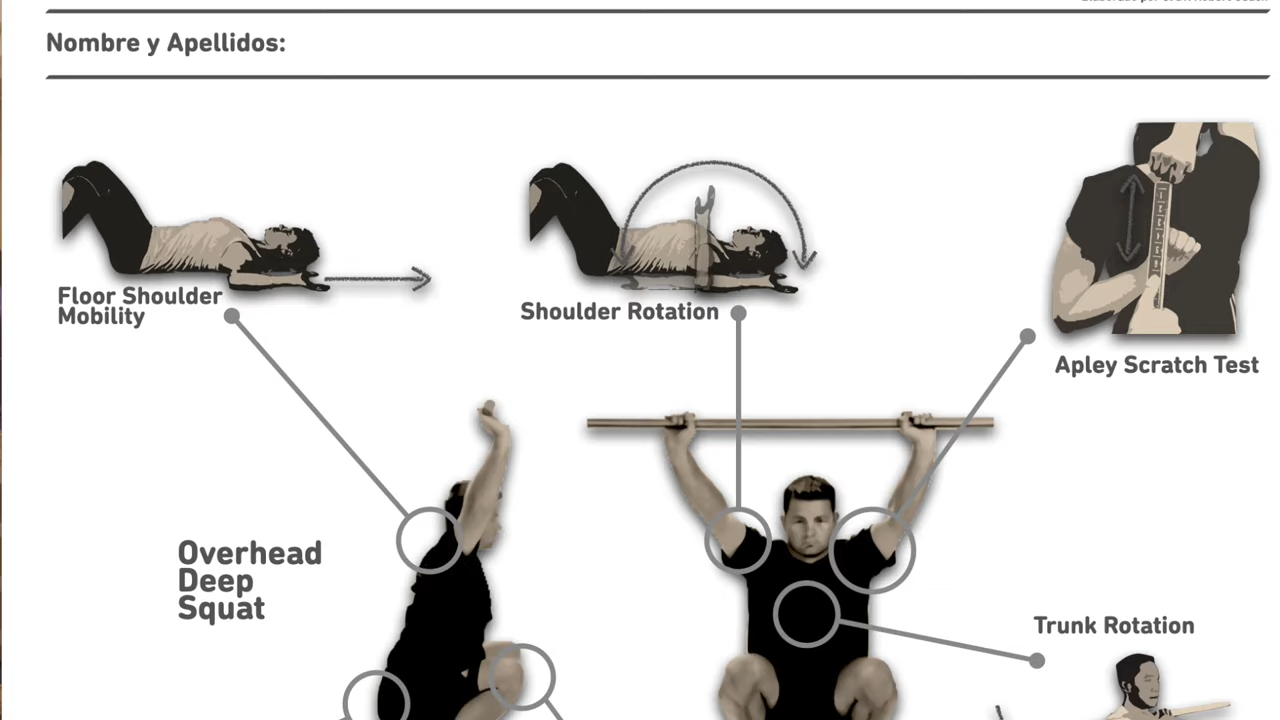 Nombre y Apellidos:
Floor Shoulder
Mobility
Shoulder Rotation
Apley Scratch Test
Overhead
Deep
Squat
Trunk Rotation